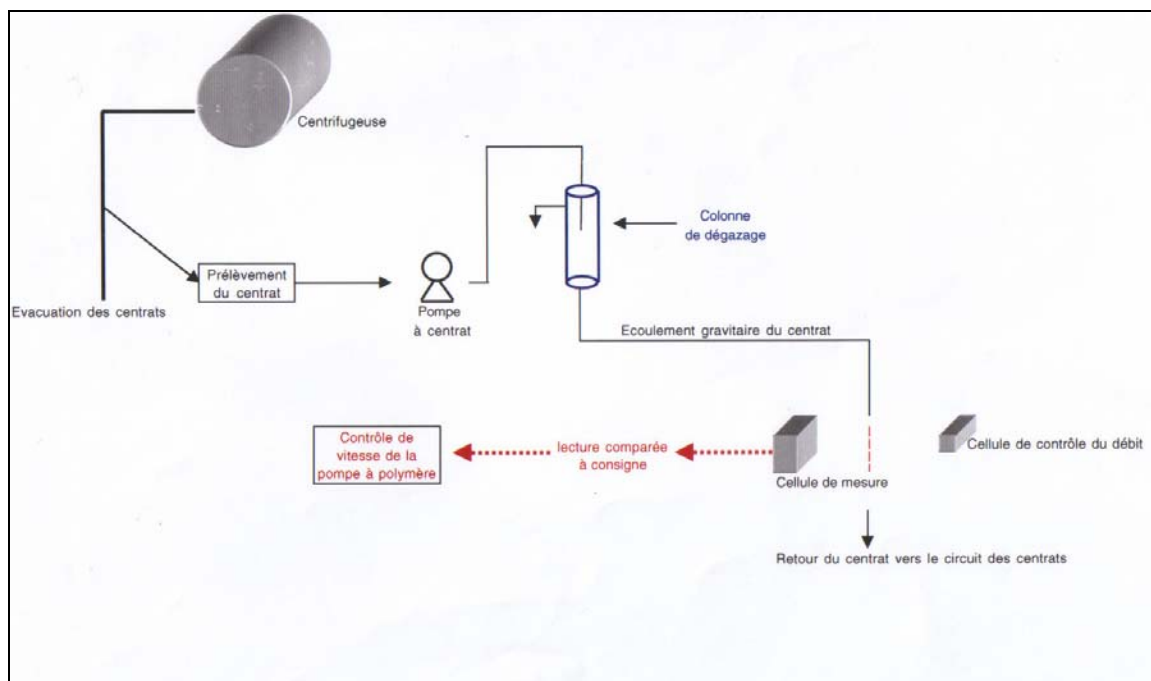 Centrifugeuse
Colonne
de dégazage
Prélèvement
du centrat
Evacuation des centrats
Pompe
à centrat
Ecoulement gravitaire du centrat
Contrôle de
vitesse de la
pompe à polymère
lecture comparée
à consigne
Cellule de contrôle du débit
Cellule de mesure
Retour du centrat vers le circuit des centrats